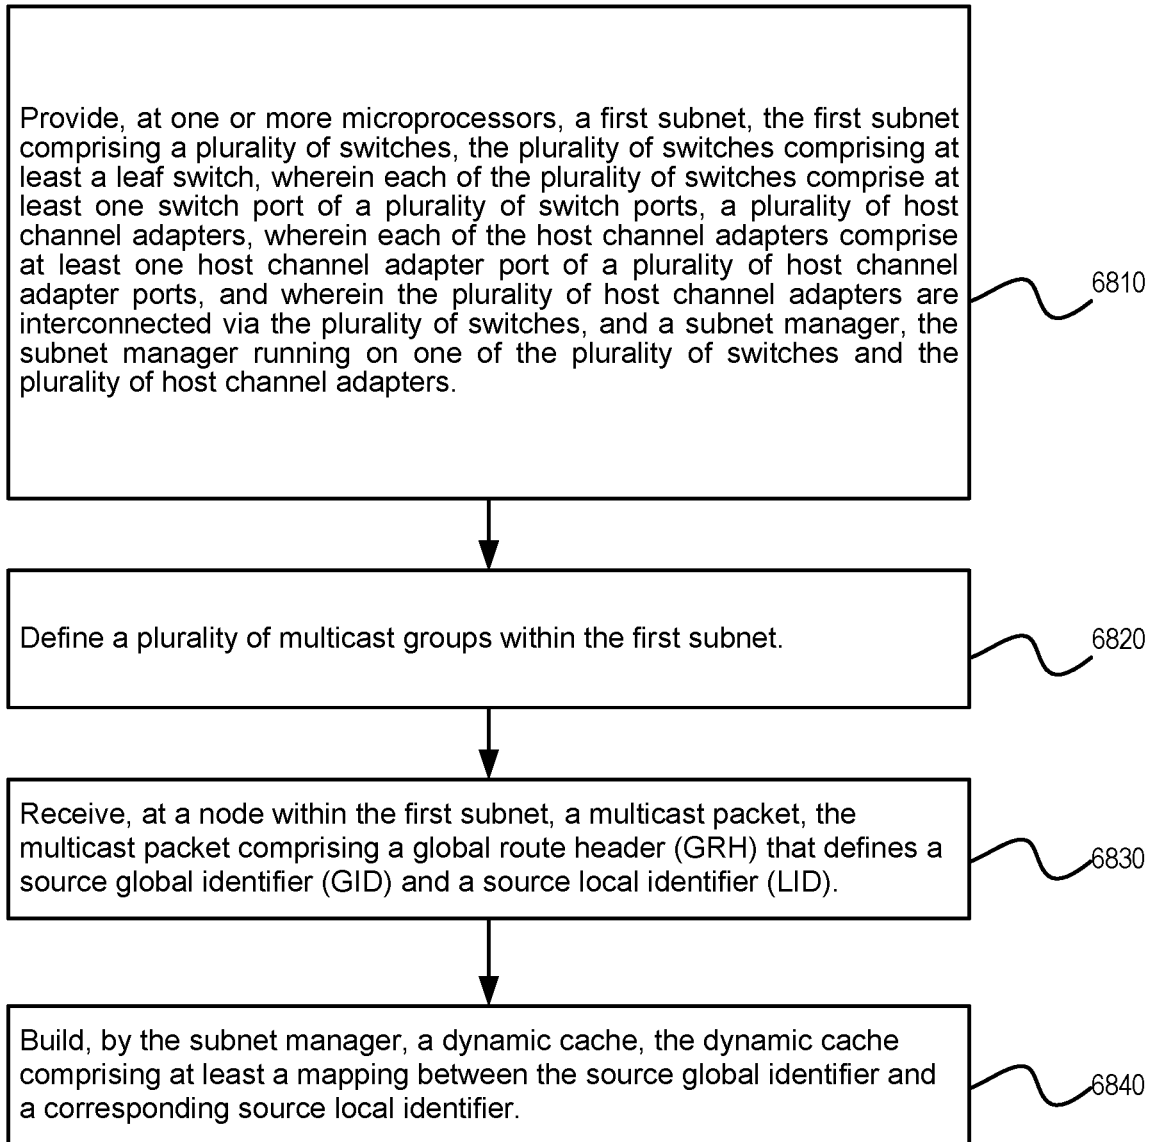 Provide, at one or more microprocessors, a first subnet, the first subnet
comprising a plurality of switches, the plurality of switches comprising at
least a leaf switch, wherein each of the plurality of switches comprise at
least one switch port of a plurality of switch ports, a plurality of host
channel adapters, wherein each of the host channel adapters comprise
at least one host channel adapter port of a plurality of host channel
adapter ports, and wherein the plurality of host channel adapters are
interconnected via the plurality of switches, and a subnet manager, the
subnet manager running on one of the plurality of switches and the
plurality of host channel adapters.
6810
Define a plurality of multicast groups within the first subnet.
6820
Receive, at a node within the first subnet, a multicast packet, the
multicast packet comprising a global route header (GRH) that defines a
source global identifier (GID) and a source local identifier (LID).
6830
Build, by the subnet manager, a dynamic cache, the dynamic cache
comprising at least a mapping between the source global identifier and
a corresponding source local identifier.
6840